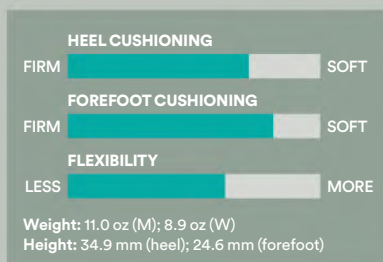 HEEL CUSHIONING
FIRM SOFT
FOREFOOT CUSHIONING
FIRM SOFT
FLEXIBILITY
LESS MORE
Weight: 11.0 oz (M); 8.9 oz (W)
Height: 34.9 mm (heel); 24.6 mm (forefoot)